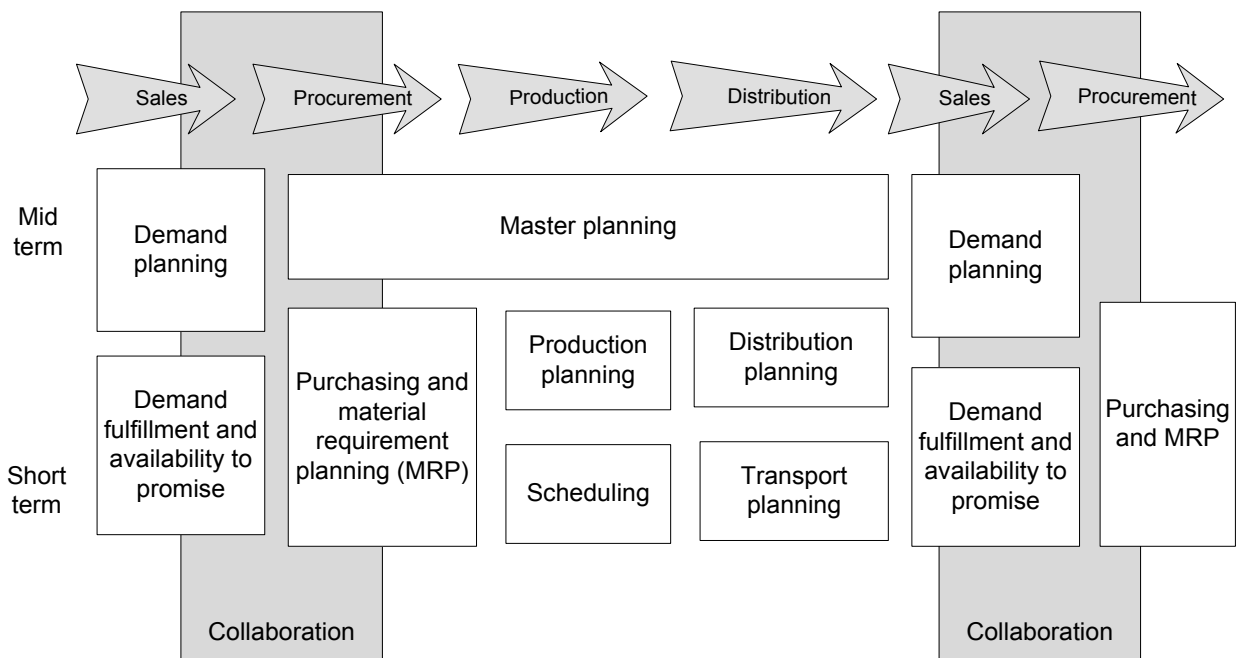 Sales
Procurement
Production
Distribution
Sales
Procurement
Mid
term
Demand
planning
Master planning
Demand
planning
Short
term
Demand
fulfillment and
availability to
promise
Purchasing and
material
requirement
planning (MRP)
Production
planning
Distribution
planning
Scheduling
Transport
planning
Demand
fulfillment and
availability to
promise
Purchasing
and MRP
Collaboration
Collaboration